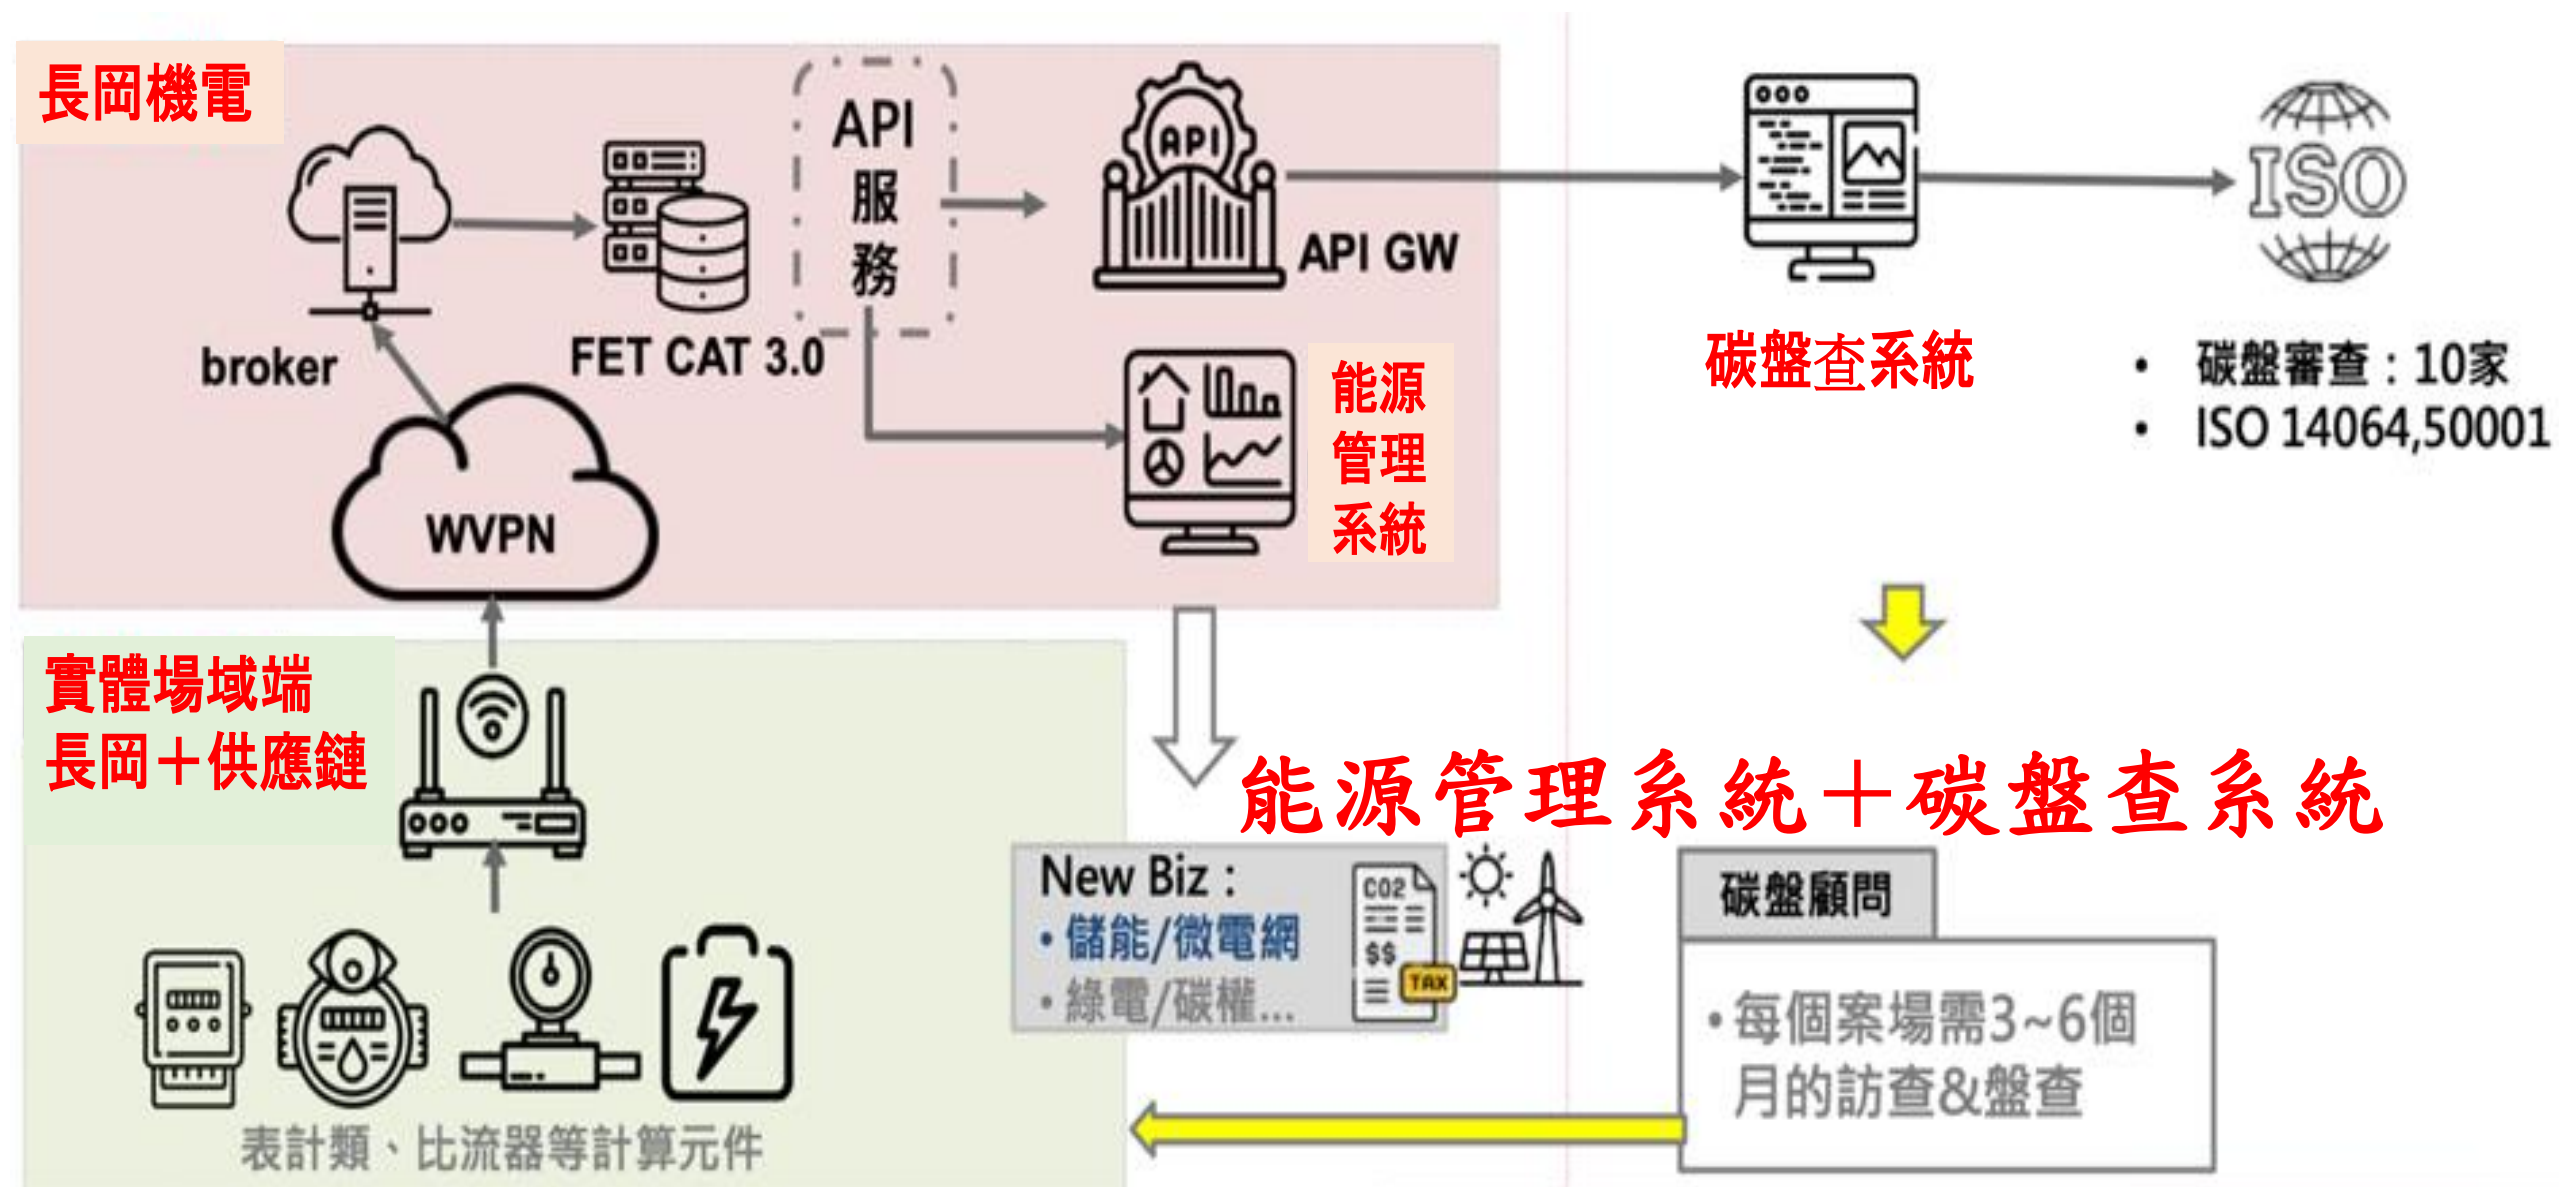 長岡機電
API
服
務
API
API GW
broker
FET CAT 3.0
WVPN
能源
管理
系統
碳盤查系統
ISO
• 碳盤審查：10家
• ISO 14064,50001
實體場域端
長岡＋供應鏈
表計類、比流器等計算元件
能源管理系統＋碳盤查系統
New Biz：
• 儲能/微電網
• 綠電/碳權...
CO2
$$
TAX
碳盤顧問
• 每個案場需3~6個
月的訪查&盤查